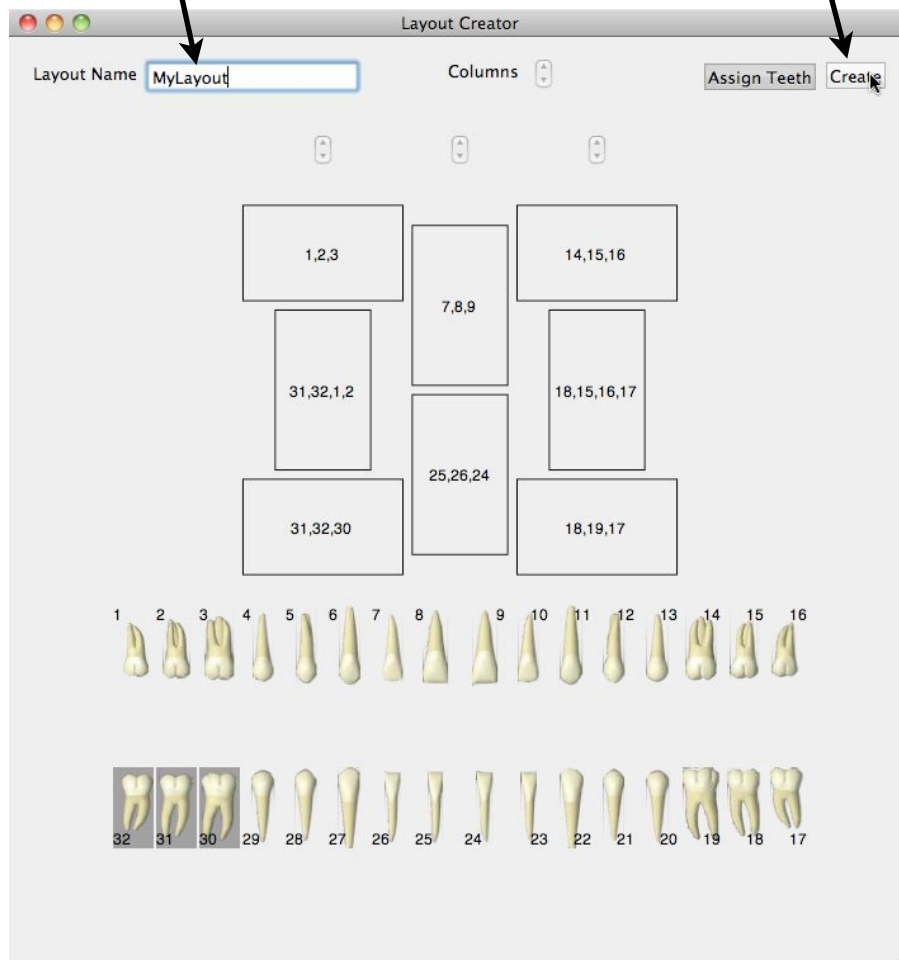 Layout Creator
Layout Name MyLayout Columns Assign Teeth Create
1,2,3 14,15,16
7,8,9
31,32,1,2 18,15,16,17
25,26,24
31,32,30 18,19,17
1 2 3 4 5 6 7 8 9 10 11 12 13 14 15 16
32 31 30 29 28 27 26 25 24 23 22 21 20 19 18 17